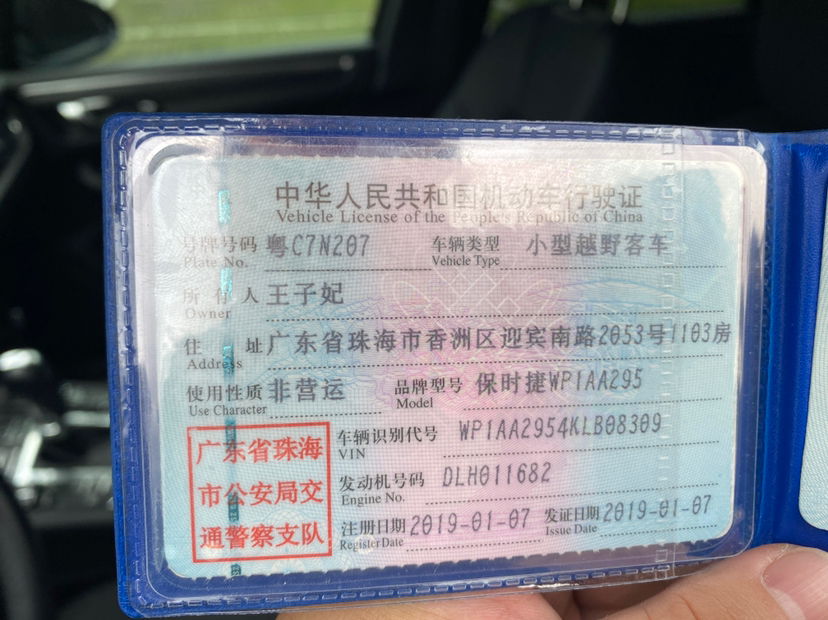 中华人民共和国机动车行驶证
Vehicle License of the People's Republic of China
号牌号码 粤C7N207 车辆类型 小型越野客车
Plate No. Vehicle Type
所有人 王子妃
Owner
住址 广东省珠海市香洲区迎宾南路2053号1103房
Address
使用性质 非营运 品牌型号 保时捷WP1AA295
Use Character Model
车辆识别代号 WP1AA2954KLB08309
VIN
发动机号码 DLH011682
Engine No.
注册日期 2019-01-07 发证日期 2019-01-07
Register Date Issue Date
广东省珠海
市公安局交
通警察支队